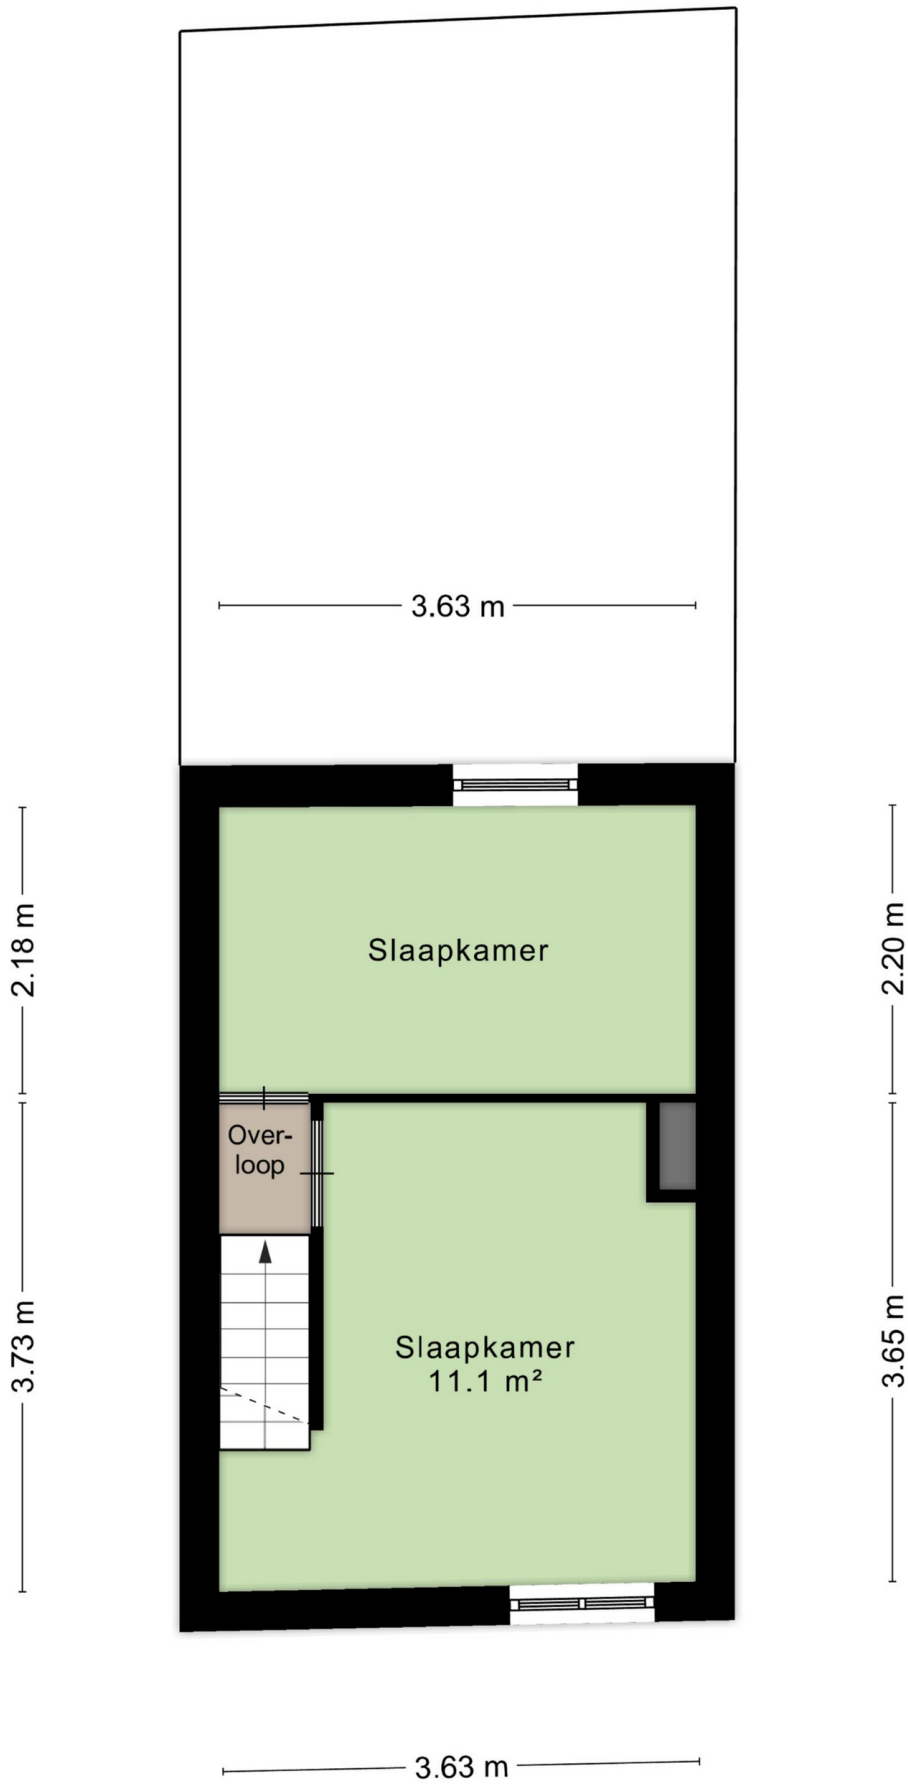 3.63 m
2.18 m
2.20 m
Slaapkamer
Over-
loop
3.73 m
3.65 m
Slaapkamer
11.1 m²
3.63 m